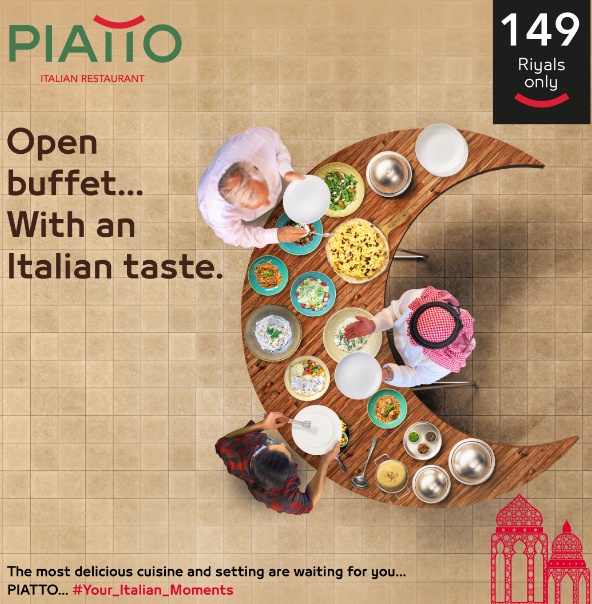 PIATTO
ITALIAN RESTAURANT
149
Riyals
only
Open
buffet...
With an
Italian taste.
The most delicious cuisine and setting are waiting for you...
PIATTO... #Your_Italian_Moments